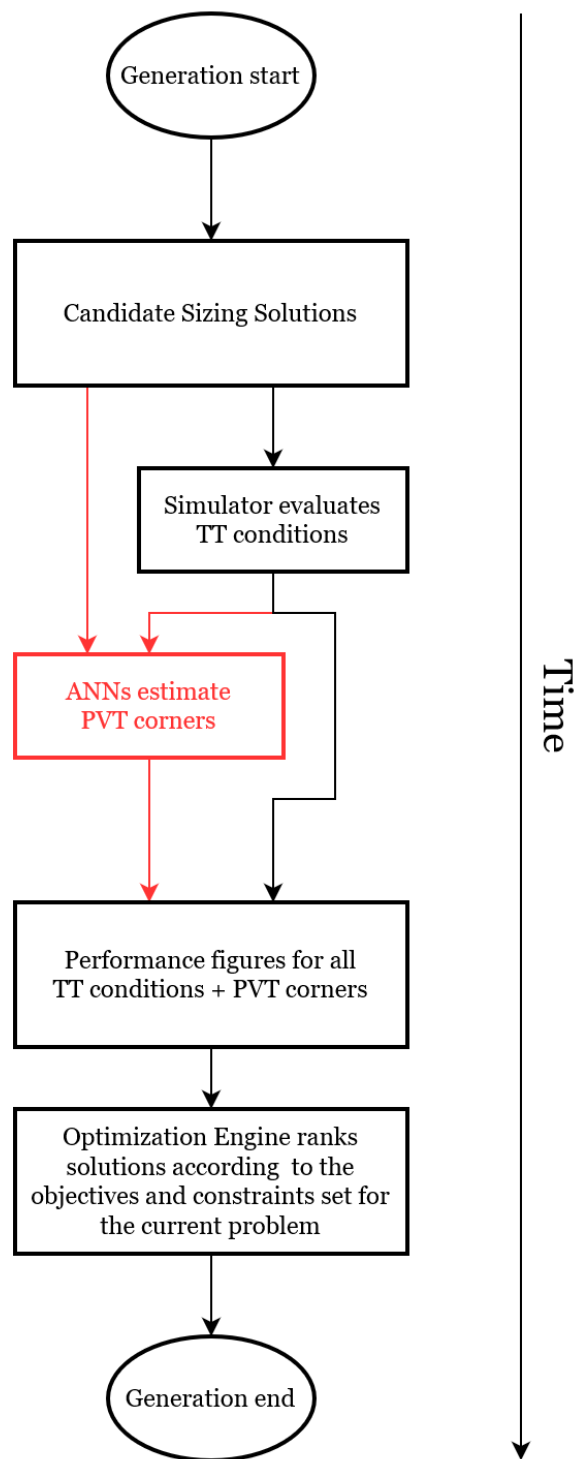 Generation start
Candidate Sizing Solutions
Simulator evaluates
TT conditions
ANNs estimate
PVT corners
Time
Performance figures for all
TT conditions + PVT corners
Optimization Engine ranks
solutions according to the
objectives and constraints set for
the current problem
Generation end